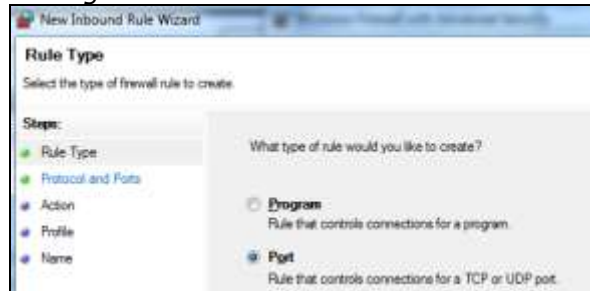 New Inbound Rule Wizard
Rule Type
Select the type of firewall rule to create.
Steps:
Rule Type
Protocol and Ports
Action
Profile
Name
What type of rule would you like to create?
Program
Rule that controls connections for a program.
Port
Rule that controls connections for a TCP or UDP port.